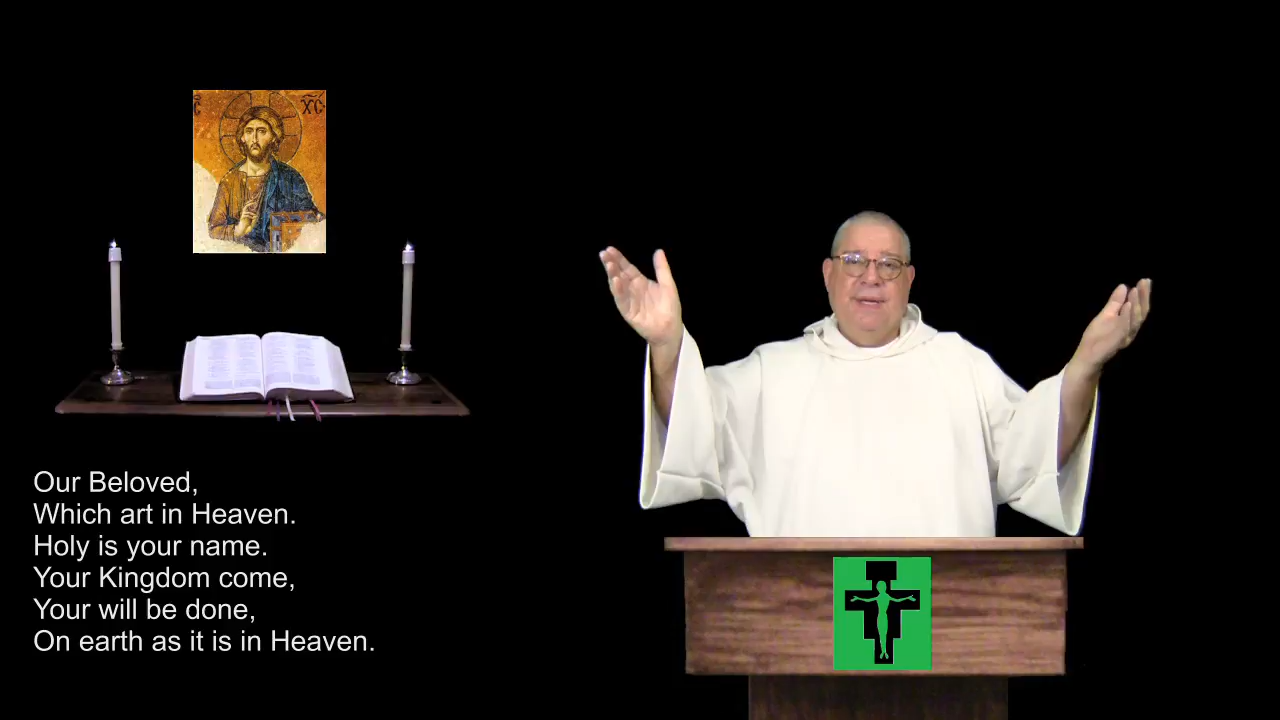 XC
Our Beloved,
Which art in Heaven.
Holy is your name.
Your Kingdom come,
Your will be done,
On earth as it is in Heaven.